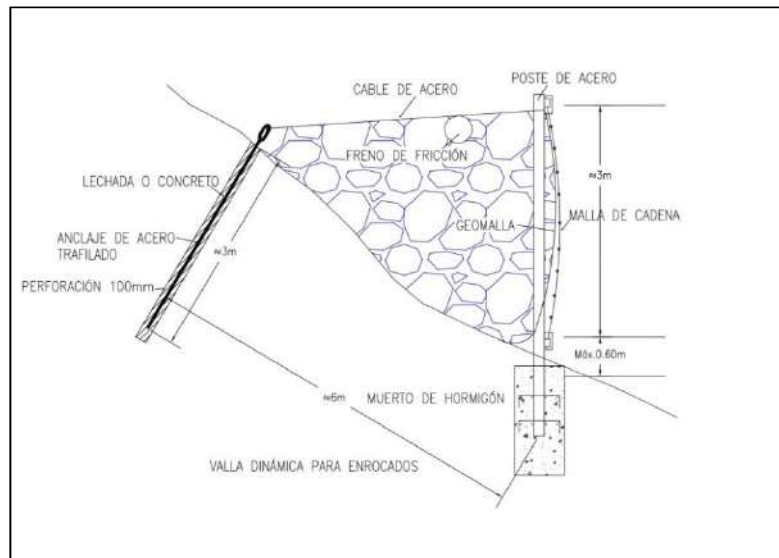 POSTE DE ACERO
CABLE DE ACERO
FRENO DE FRICCIÓN
LECHADA O CONCRETO
≈3m
GEOMALLA
MALLA DE CADENA
ANCLAJE DE ACERO
TRAFILADO
≈3m
PERFORACIÓN 100mm
Máx.0.60m
≈6m
MUERTO DE HORMIGÓN
VALLA DINÁMICA PARA ENROCADOS